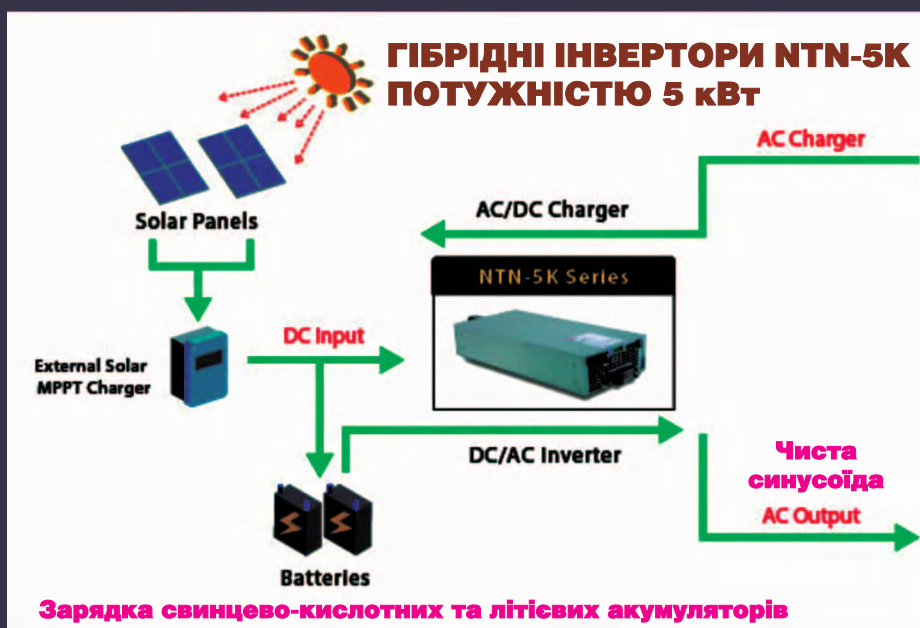 ГІБРІДНІ ІНВЕРТОРИ NTN-5K
ПОТУЖНІСТЮ 5 кВт
AC Charger
Solar Panels
AC/DC Charger
NTN-5K Series
DC Input
External Solar
MPPT Charger
DC/AC Inverter
Чиста
синусоїда
AC Output
Batteries
Зарядка свинцево-кислотних та літієвих акумуляторів